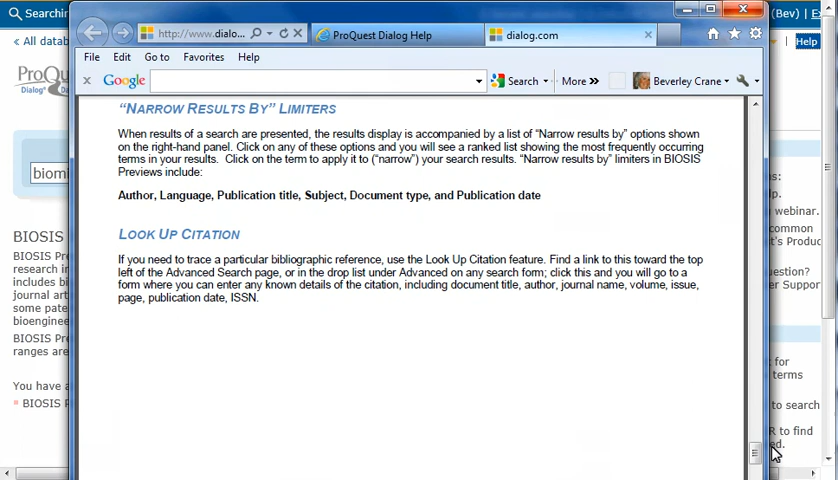 Searchin
(Bev) | E
http://www.dialo...
ProQuest Dialog Help
dialog.com
File Edit Go to Favorites Help
« All datab
Help
Google
Search
More »
Beverley Crane
ProQ
Dialog
"NARROW RESULTS BY" LIMITERS
When results of a search are presented, the results display is accompanied by a list of "Narrow results by" options shown
on the right-hand panel. Click on any of these options and you will see a ranked list showing the most frequently occurring
terms in your results.  Click on the term to apply it to ("narrow") your search results. "Narrow results by" limiters in BIOSIS
Previews include:
Author, Language, Publication title, Subject, Document type, and Publication date
LOOK UP CITATION
If you need to trace a particular bibliographic reference, use the Look Up Citation feature. Find a link to this toward the top
left of the Advanced Search page, or in the drop list under Advanced on any search form; click this and you will go to a
form where you can enter any known details of the citation, including document title, author, journal name, volume, issue,
page, publication date, ISSN.
biom
BIOSIS
BIOSIS Pre
research in
includes bi
journal arti
some pate
bioengine
BIOSIS Pre
ranges are
You have a
BIOSIS P
ns:
lp.
webinar.
common
t's Produc
uestion?
er Suppor
t for
terms
to search
R to find
ed.